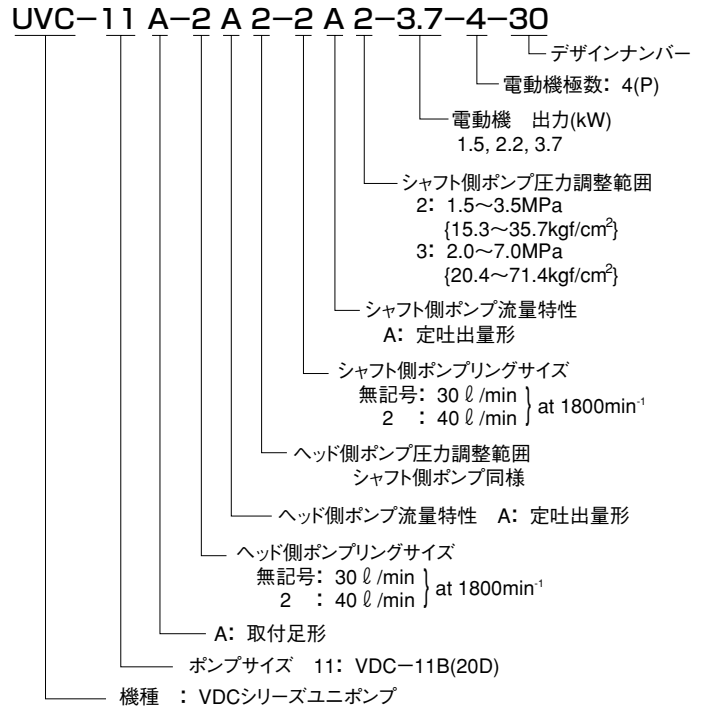 UVC−11 A−2 A 2−2 A 2−3.7−4−30
デザインナンバー
電動機極数： 4(P)
電動機　出力(kW)
1.5, 2.2, 3.7
シャフト側ポンプ圧力調整範囲
2： 1.5〜3.5MPa
{15.3〜35.7kgf/cm²}
3： 2.0〜7.0MPa
{20.4〜71.4kgf/cm²}
シャフト側ポンプ流量特性
A： 定吐出量形
シャフト側ポンプリングサイズ
無記号： 30ℓ/min
2　： 40ℓ/min } at 1800min⁻¹
ヘッド側ポンプ圧力調整範囲
シャフト側ポンプ同様
ヘッド側ポンプ流量特性　A： 定吐出量形
ヘッド側ポンプリングサイズ
無記号： 30ℓ/min
2　： 40ℓ/min } at 1800min⁻¹
A： 取付足形
ポンプサイズ　11： VDC−11B(20D)
機種　： VDCシリーズユニポンプ